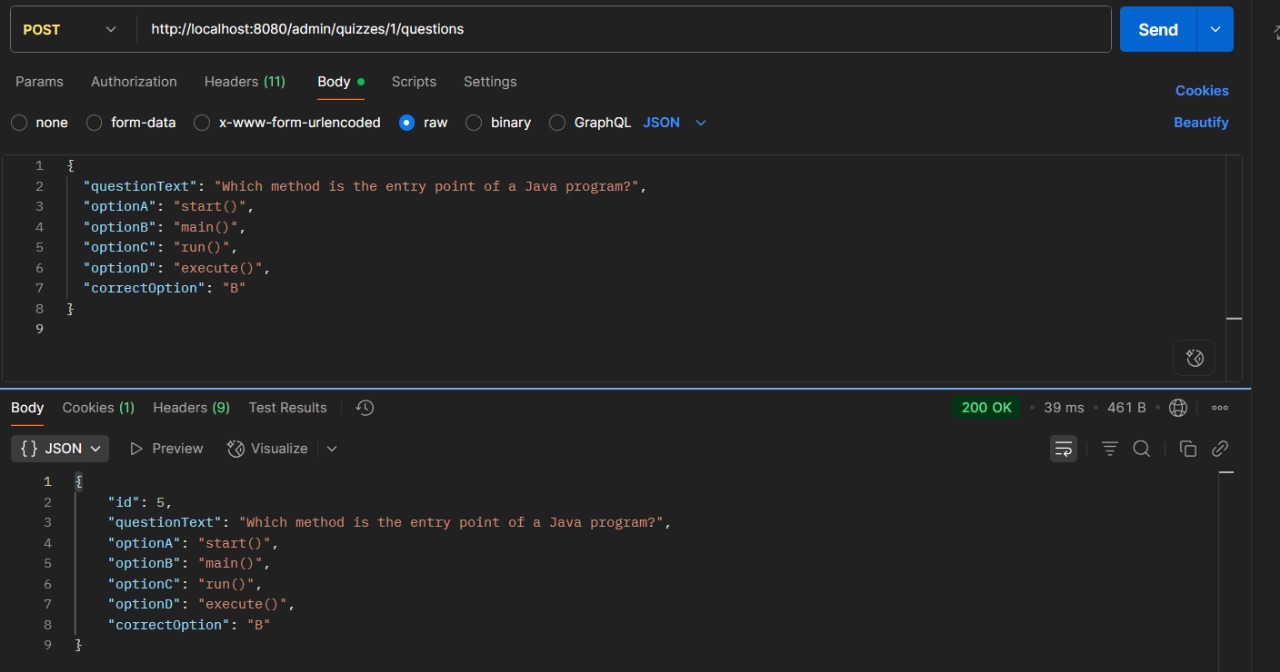 POST http://localhost:8080/admin/quizzes/1/questions Send
Params Authorization Headers (11) Body Scripts Settings
Cookies
none form-data x-www-form-urlencoded raw binary GraphQL JSON Beautify
1 {
2 "questionText": "Which method is the entry point of a Java program?",
3 "optionA": "start()",
4 "optionB": "main()",
5 "optionC": "run()",
6 "optionD": "execute()",
7 "correctOption": "B"
8 }
9
Body Cookies (1) Headers (9) Test Results 200 OK • 39 ms • 461 B •
{} JSON Preview Visualize
1 {
2 "id": 5,
3 "questionText": "Which method is the entry point of a Java program?",
4 "optionA": "start()",
5 "optionB": "main()",
6 "optionC": "run()",
7 "optionD": "execute()",
8 "correctOption": "B"
9 }